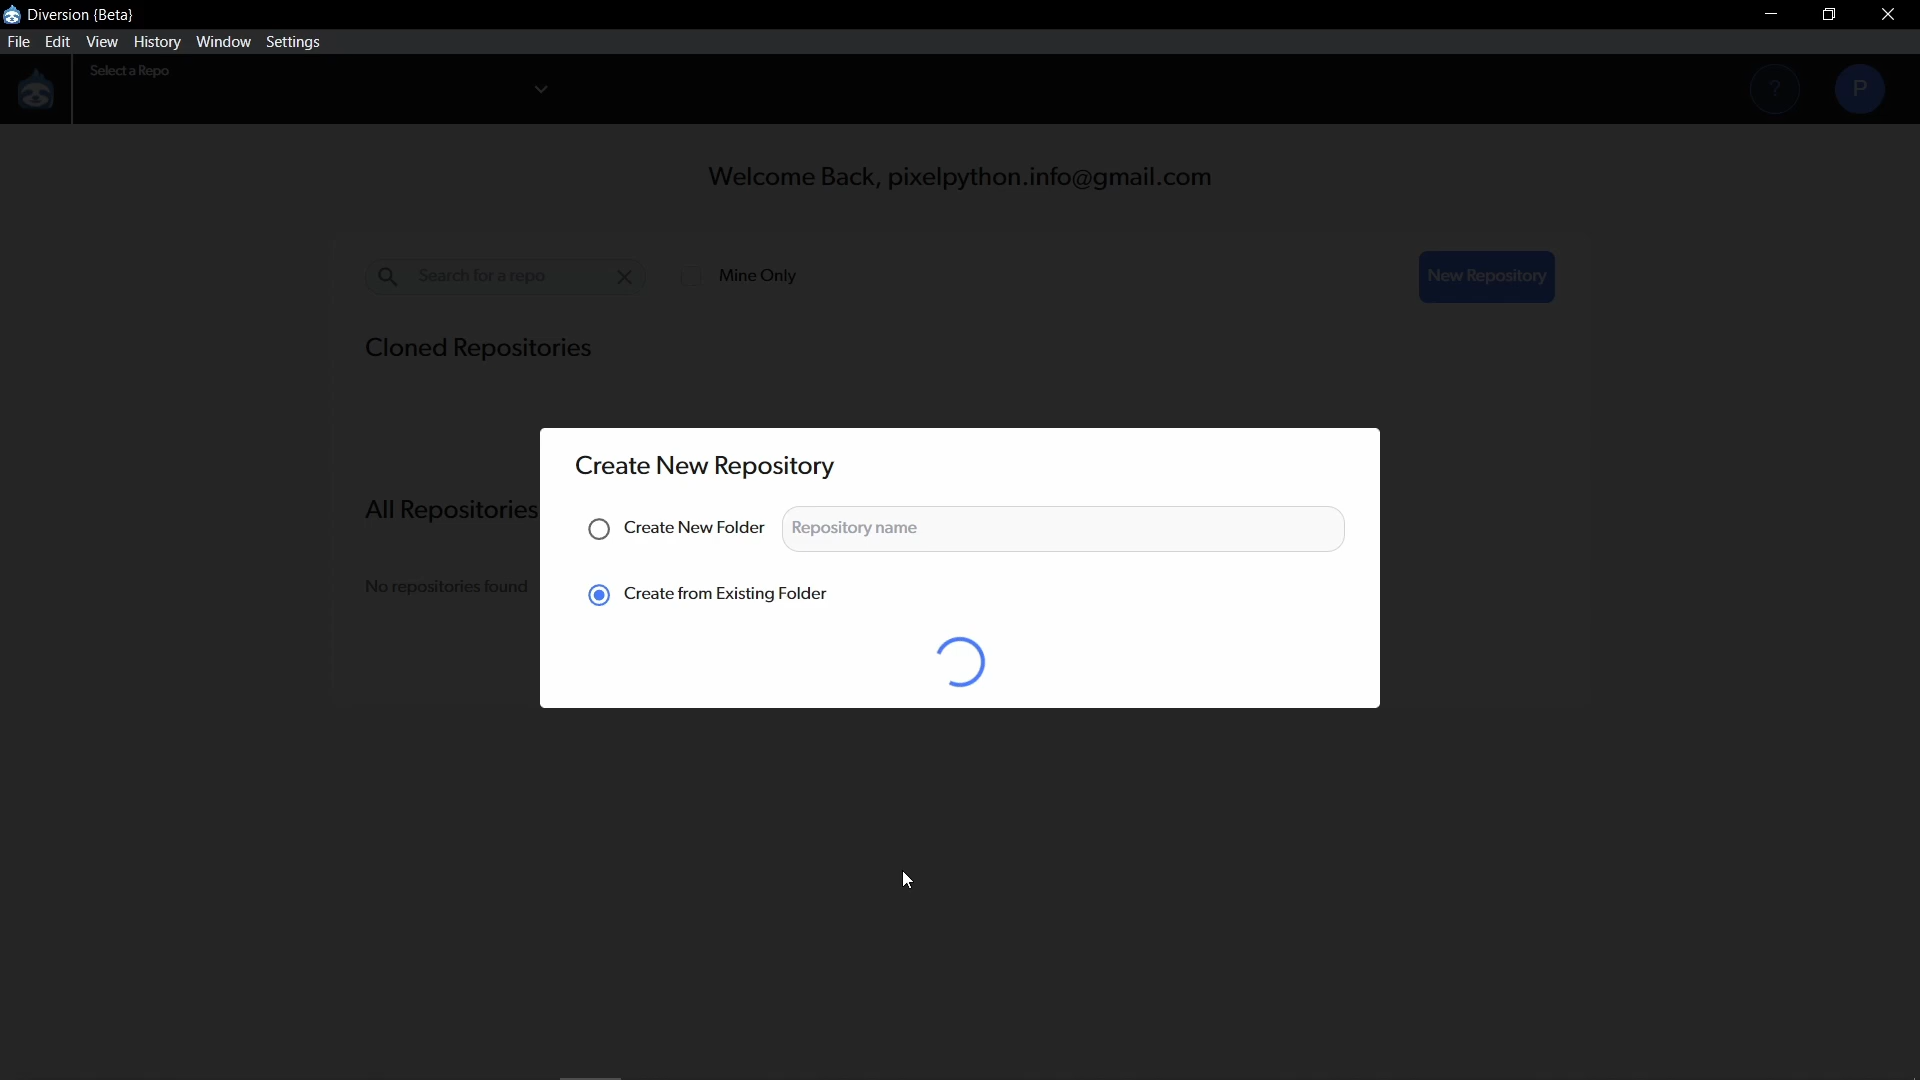 Diversion {Beta}
File Edit View History Window Settings
Select a Repo
? P
Welcome Back, pixelpython.info@gmail.com
Search for a repo Mine Only New Repository
Cloned Repositories
Create New Repository
Create New Folder Repository name
All Repositories
Create from Existing Folder
No repositories found